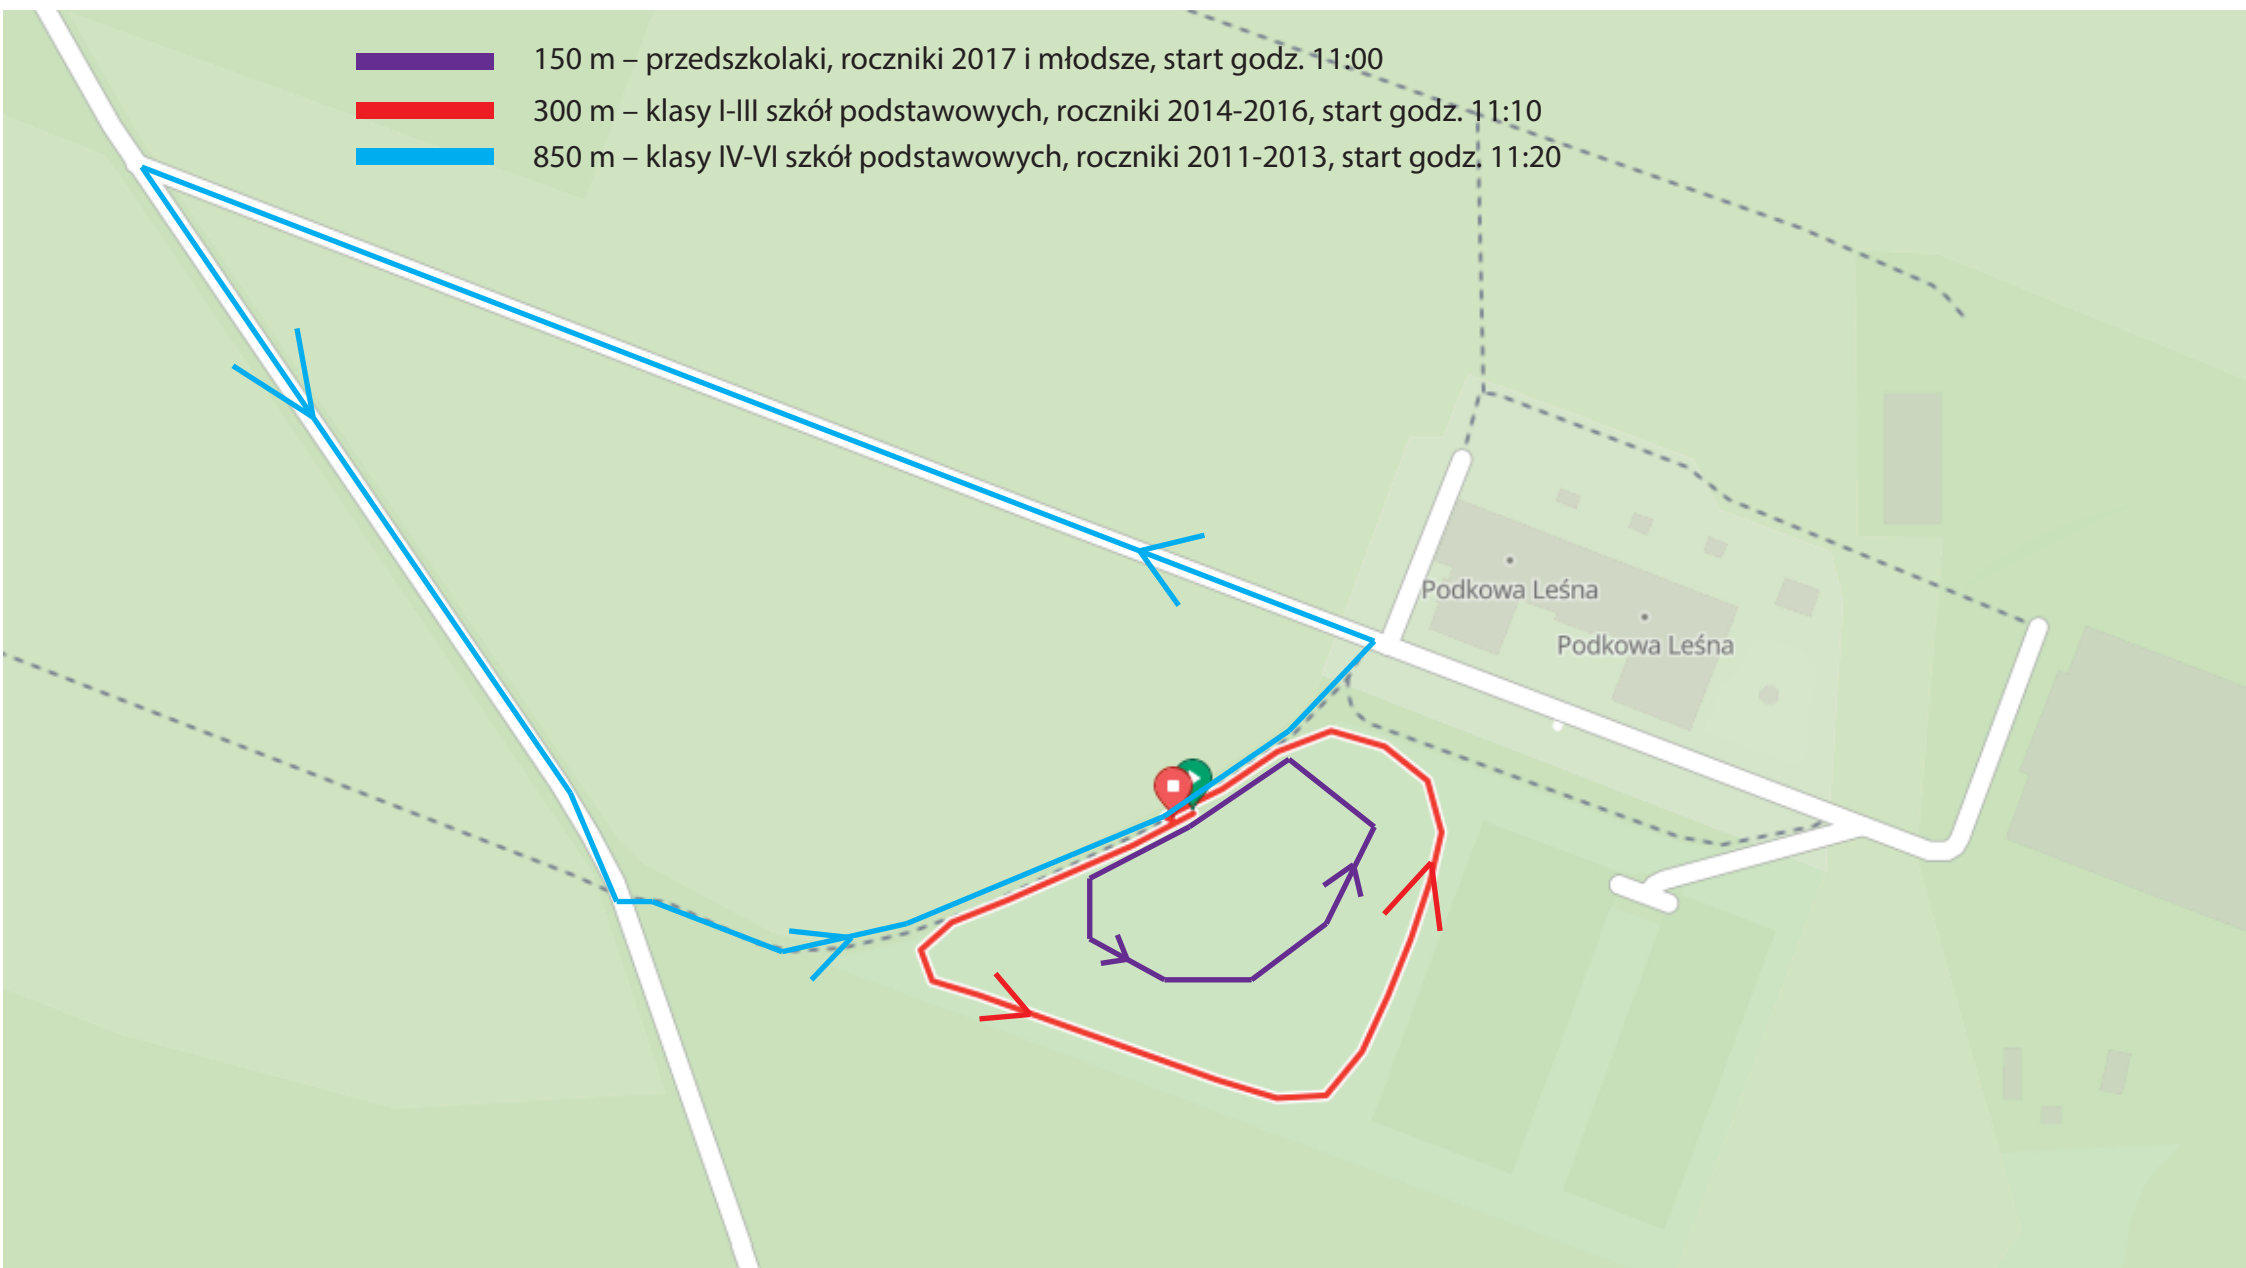 150 m – przedszkolaki, roczniki 2017 i młodsze, start godz. 11:00
300 m – klasy I-III szkół podstawowych, roczniki 2014-2016, start godz. 11:10
850 m – klasy IV-VI szkół podstawowych, roczniki 2011-2013, start godz. 11:20
Podkowa Leśna
Podkowa Leśna